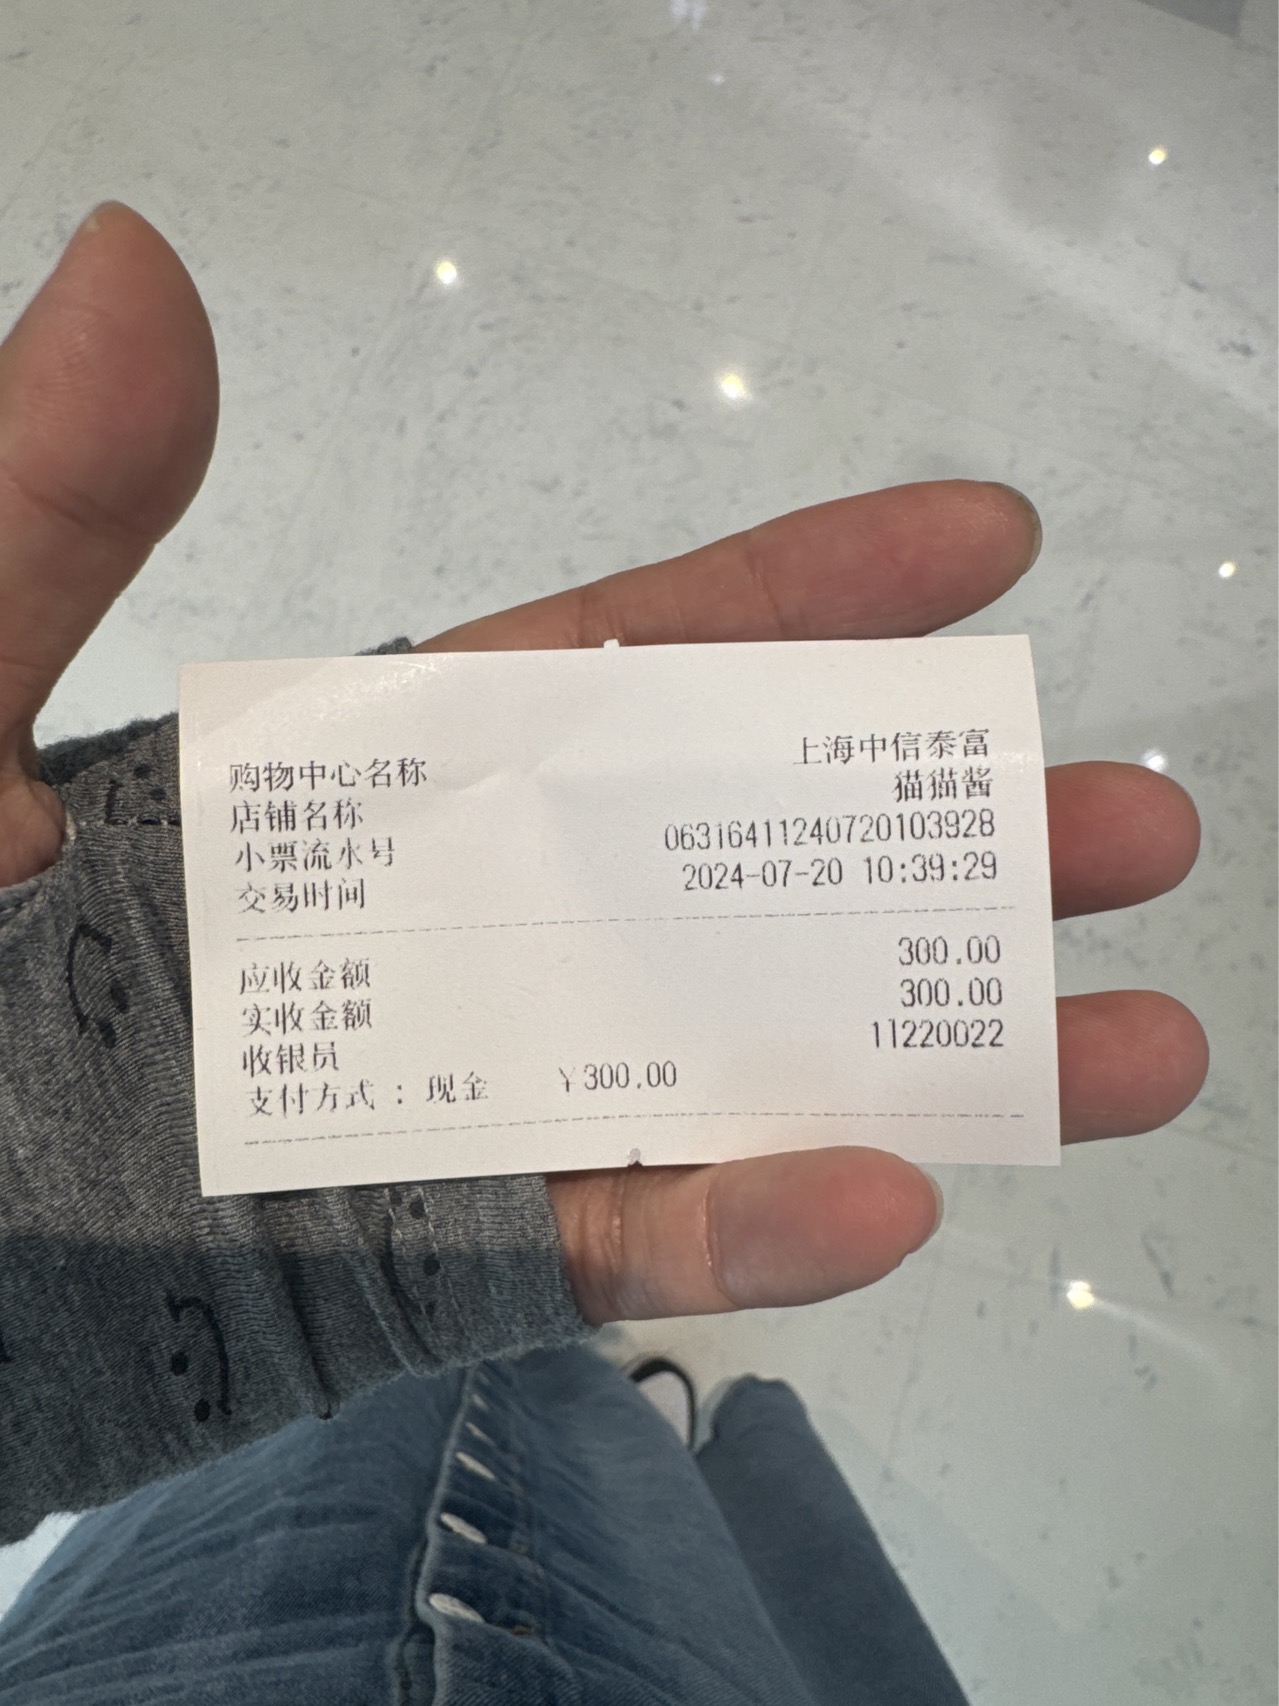 购物中心名称 上海中信泰富
店铺名称 猫猫酱
小票流水号 06316411240720103928
交易时间 2024-07-20 10:39:29
应收金额 300.00
实收金额 300.00
收银员 11220022
支付方式：现金 ¥300.00